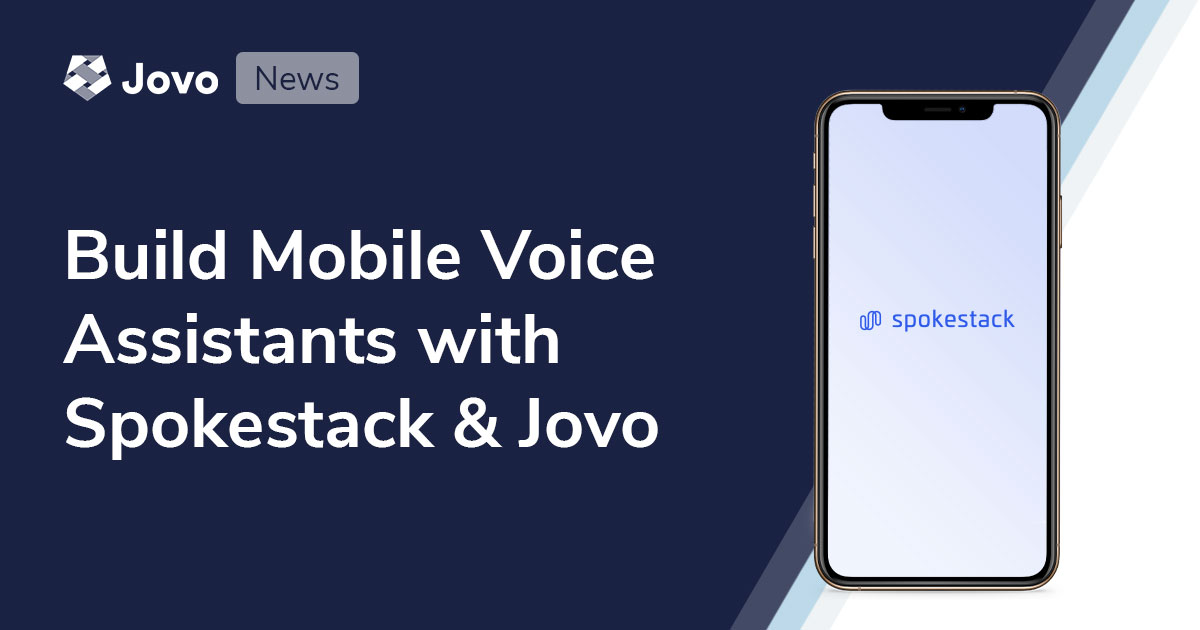 Jovo News
Build Mobile Voice
Assistants with
Spokestack & Jovo
spokestack